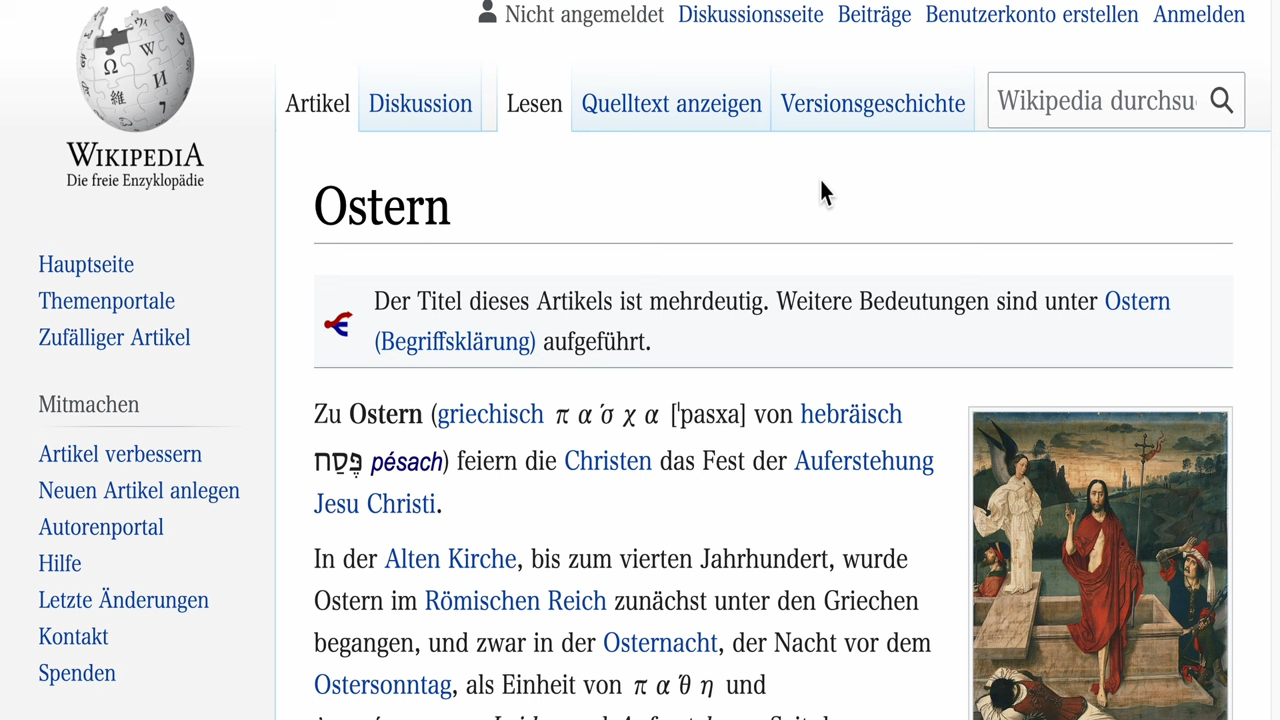 Nicht angemeldet Diskussionsseite Beiträge Benutzerkonto erstellen Anmelden
Artikel Diskussion Lesen Quelltext anzeigen Versionsgeschichte Wikipedia durchsu
WIKIPEDIA
Die freie Enzyklopädie
Hauptseite
Themenportale
Zufälliger Artikel
Mitmachen
Artikel verbessern
Neuen Artikel anlegen
Autorenportal
Hilfe
Letzte Änderungen
Kontakt
Spenden
Ostern
Der Titel dieses Artikels ist mehrdeutig. Weitere Bedeutungen sind unter Ostern
(Begriffsklärung) aufgeführt.
Zu Ostern (griechisch πάσχα [ˈpasxa] von hebräisch
פֶּסַח pésach) feiern die Christen das Fest der Auferstehung
Jesu Christi.
In der Alten Kirche, bis zum vierten Jahrhundert, wurde
Ostern im Römischen Reich zunächst unter den Griechen
begangen, und zwar in der Osternacht, der Nacht vor dem
Ostersonntag, als Einheit von πάθη und